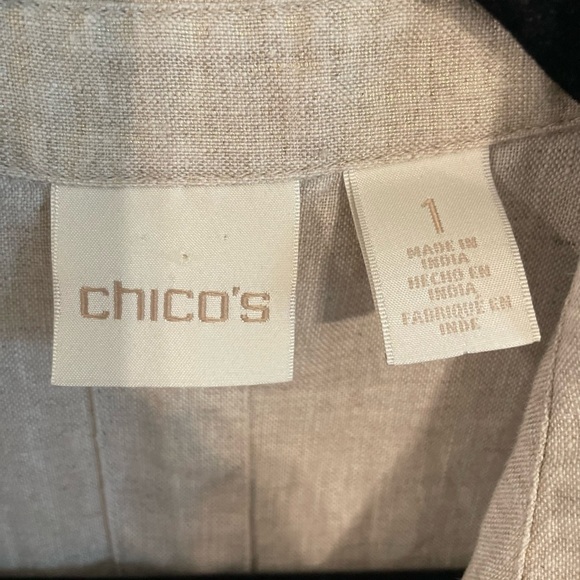 chico's
1
MADE IN
INDIA
HECHO EN
INDIA
FABRIQUÉ EN
INDE